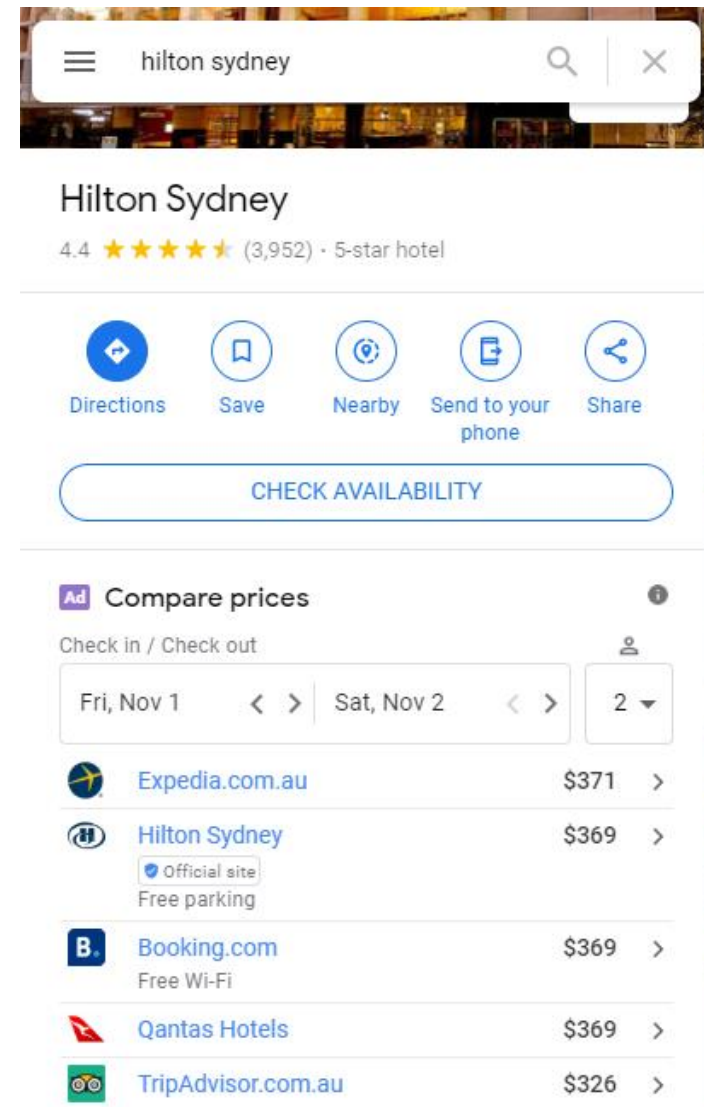 hilton sydney
Hilton Sydney
4.4 (3,952) · 5-star hotel
Directions Save Nearby Send to your phone Share
CHECK AVAILABILITY
Ad Compare prices
Check in / Check out
Fri, Nov 1 Sat, Nov 2 2
Expedia.com.au $371
Hilton Sydney $369
Official site
Free parking
B. Booking.com $369
Free Wi-Fi
Qantas Hotels $369
TripAdvisor.com.au $326